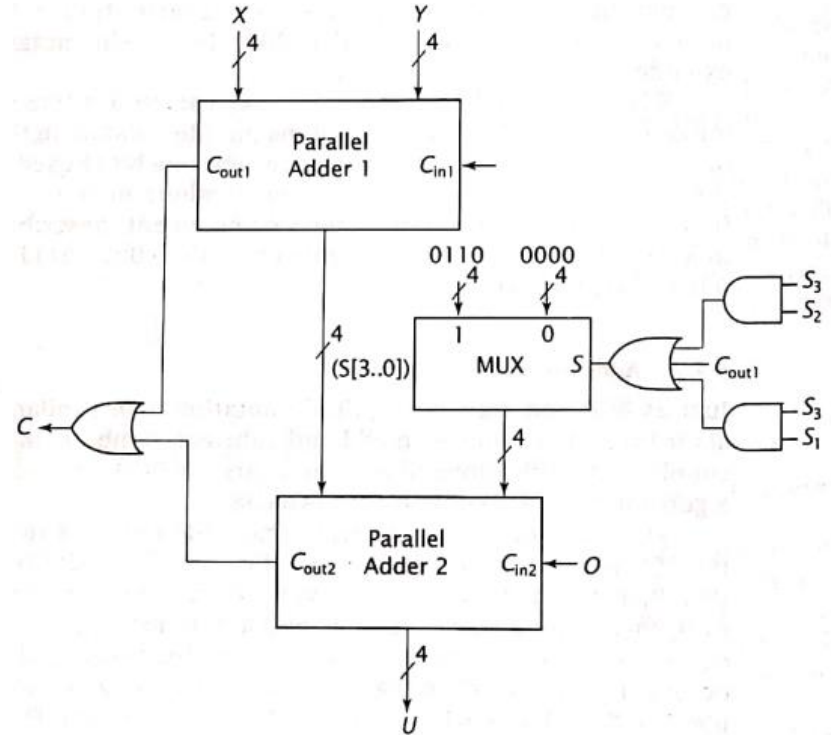 X Y
4 4
Parallel
Adder 1
Cout1 Cin1
0110 0000
4 4
S3
S2
1 0
4
(S[3..0])
MUX
S
Cout1
S3
S1
C
4
Parallel
Adder 2
Cout2 Cin2 O
4
U